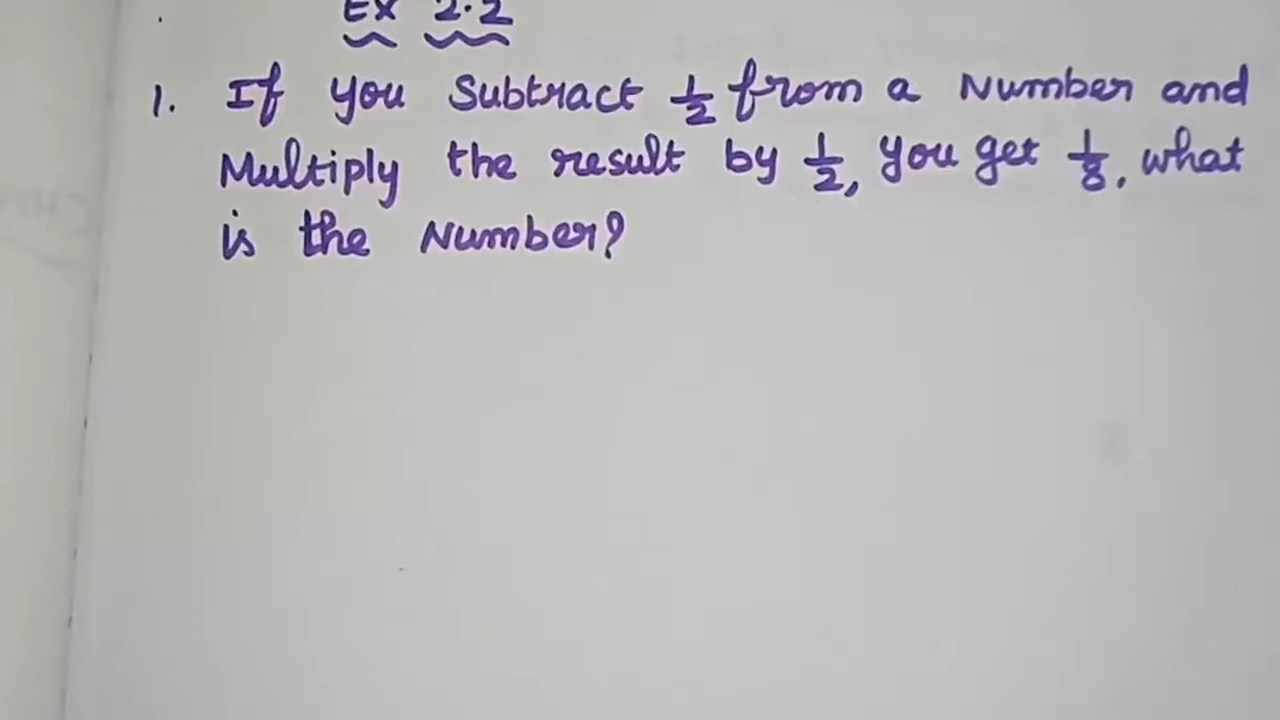 Ex 2.2
1. If you Subtract 1/2 from a Number and
Multiply the result by 1/2, you get 1/8, what
is the Number?